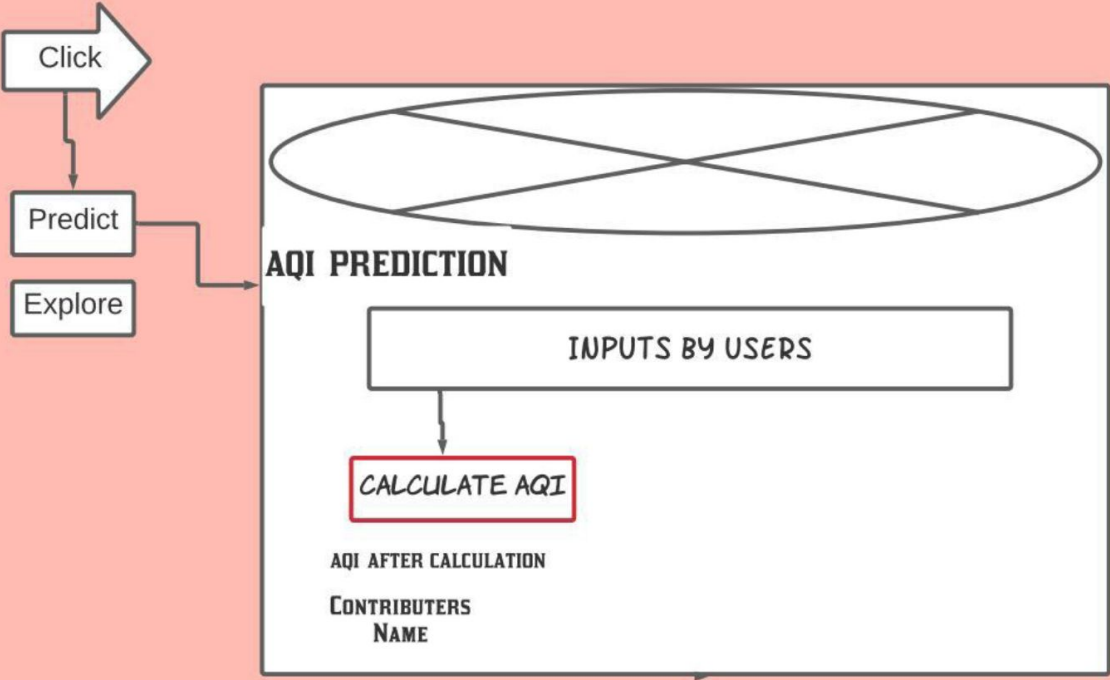 Click
Predict
Explore
AQI PREDICTION
INPUTS BY USERS
CALCULATE AQI
AQI AFTER CALCULATION
CONTRIBUTERS
NAME